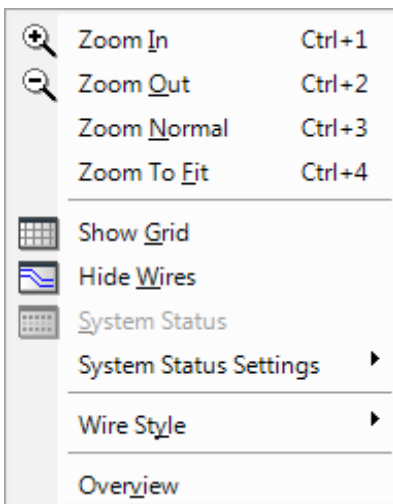 Zoom In Ctrl+1
Zoom Out Ctrl+2
Zoom Normal Ctrl+3
Zoom To Fit Ctrl+4
Show Grid
Hide Wires
System Status
System Status Settings
Wire Style
Overview